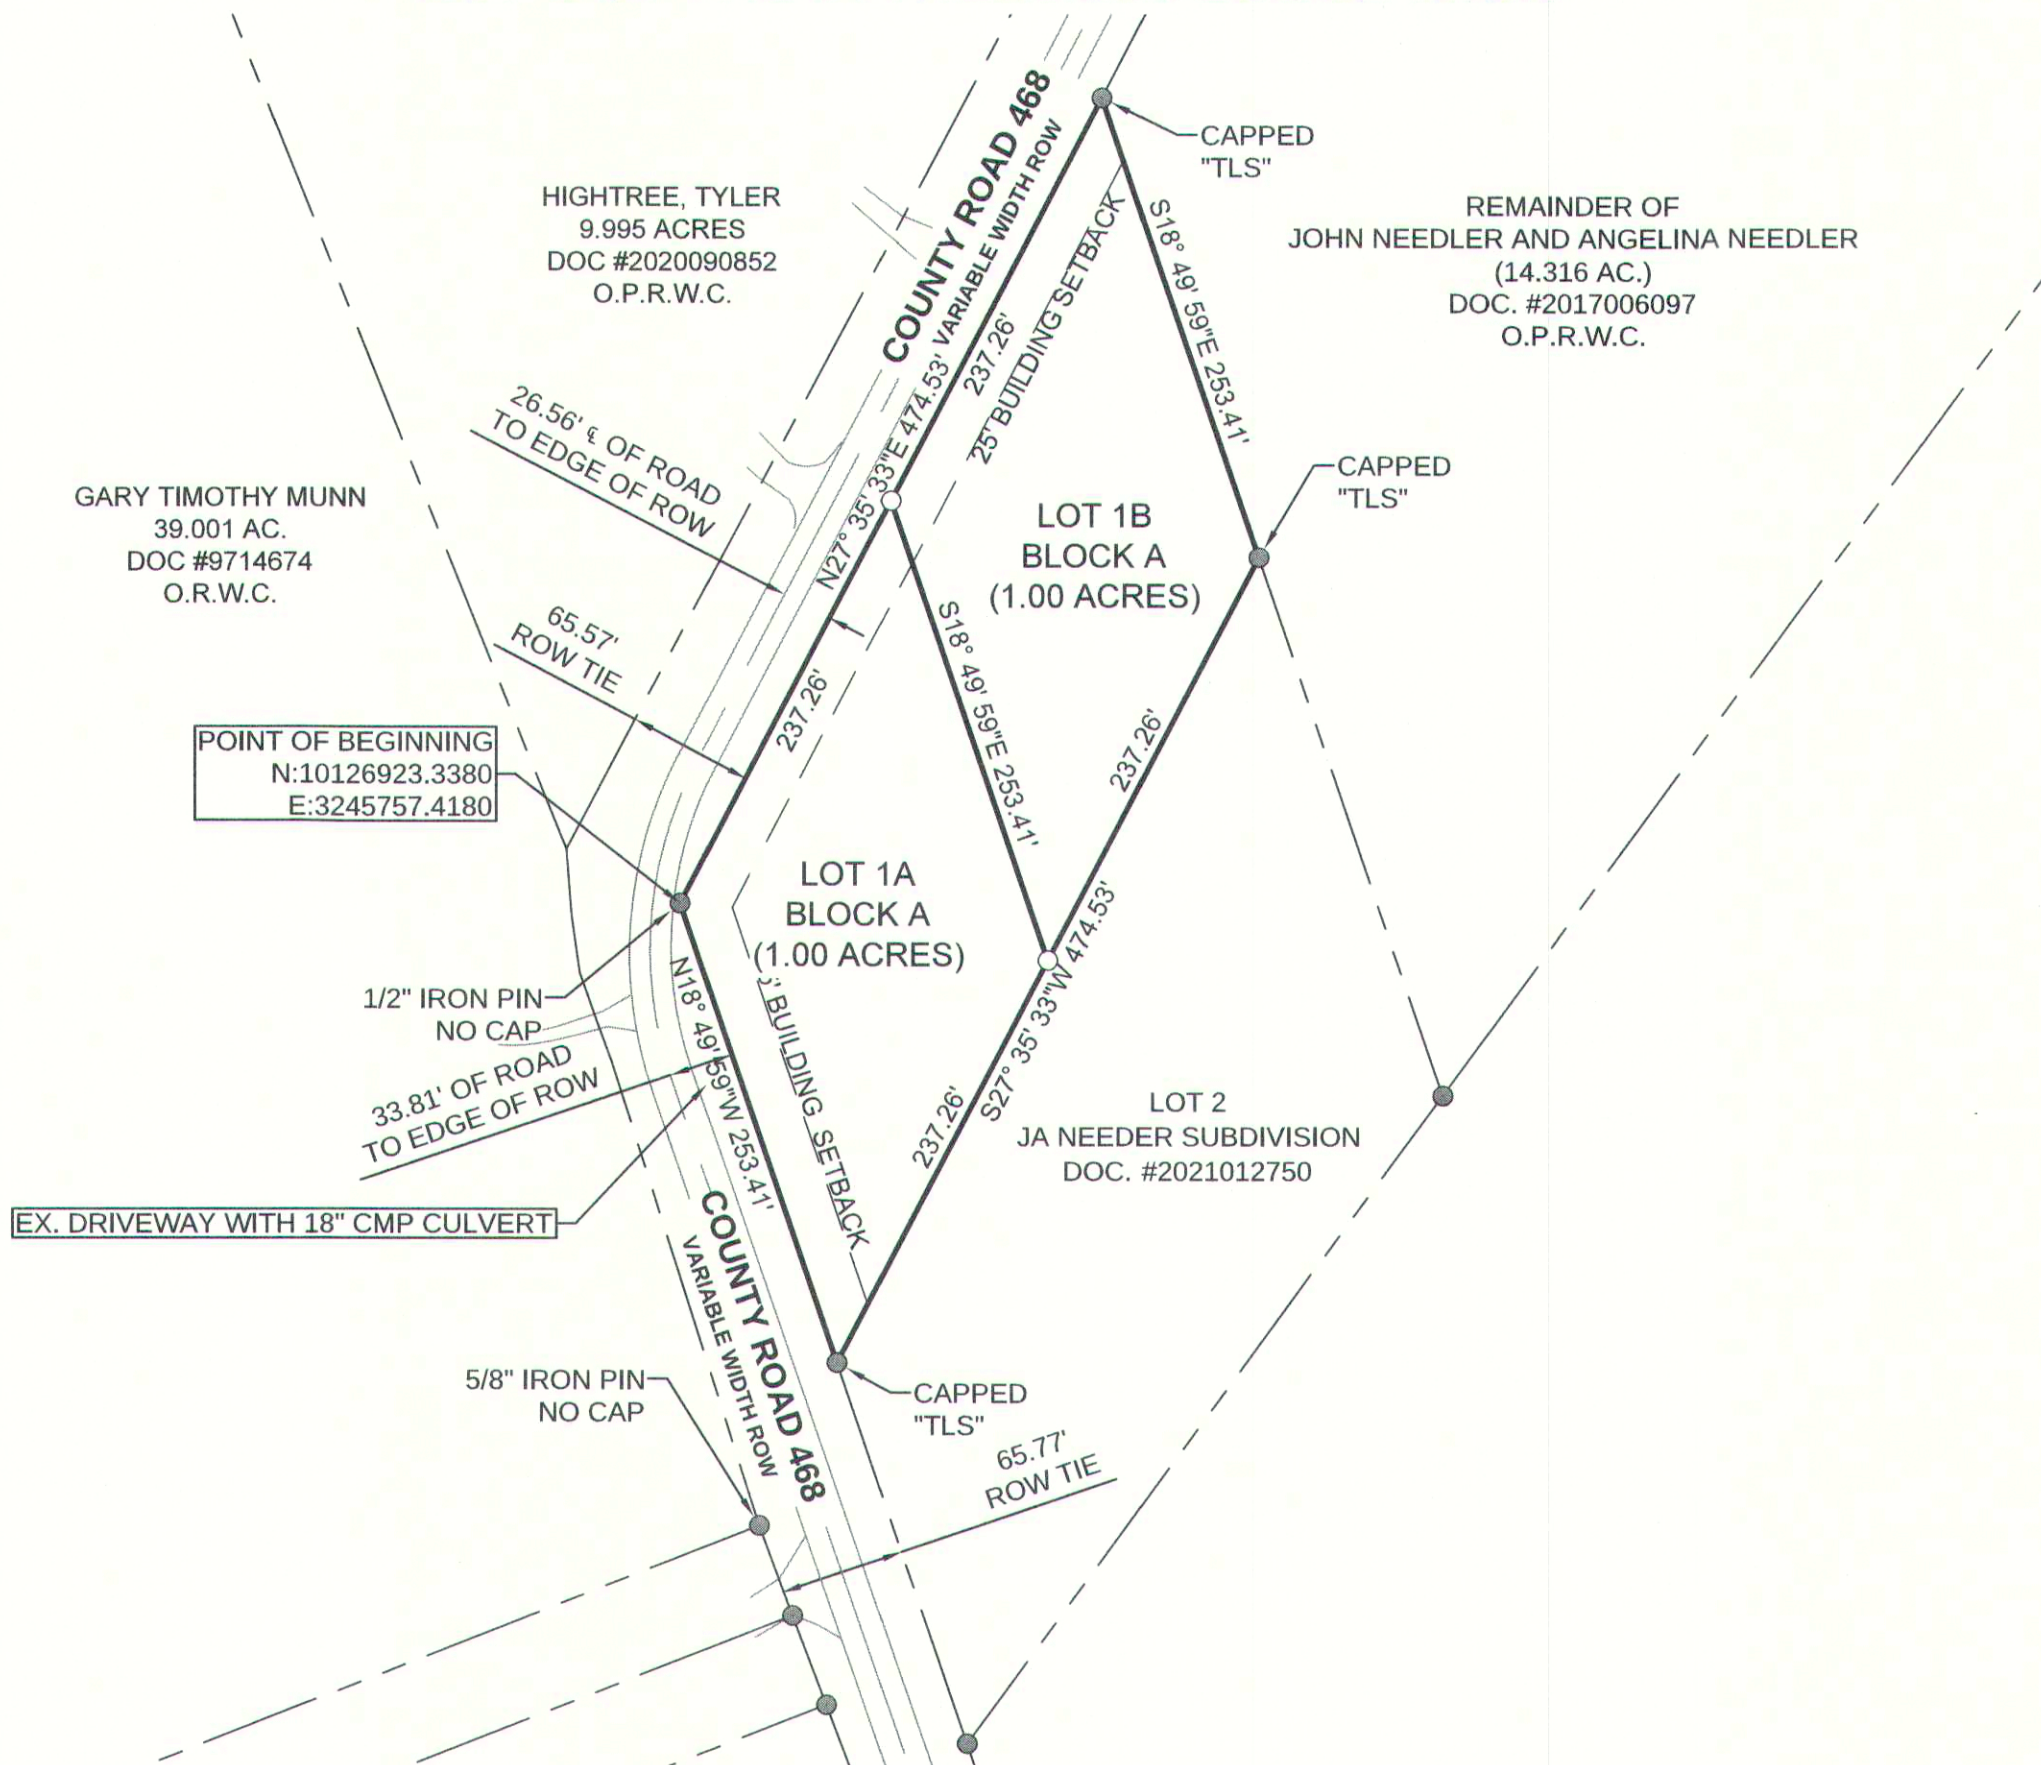 COUNTY ROAD 468
VARIABLE WIDTH ROW
CAPPED
"TLS"
HIGHTREE, TYLER
9.995 ACRES
DOC #2020090852
O.P.R.W.C.
REMAINDER OF
JOHN NEEDLER AND ANGELINA NEEDLER
(14.316 AC.)
DOC. #2017006097
O.P.R.W.C.
S18° 49' 59"E 253.41'
237.26'
25' BUILDING SETBACK
N27° 35' 33"E 474.53'
26.56' ℄ OF ROAD
TO EDGE OF ROW
CAPPED
"TLS"
GARY TIMOTHY MUNN
39.001 AC.
DOC #9714674
O.R.W.C.
LOT 1B
BLOCK A
(1.00 ACRES)
65.57'
ROW TIE
237.26'
S18° 49' 59"E 253.41'
237.26'
POINT OF BEGINNING
N:10126923.3380
E:3245757.4180
LOT 1A
BLOCK A
(1.00 ACRES)
1/2" IRON PIN
NO CAP
N18° 49' 59"W 253.41'
' BUILDING SETBACK
S27° 35' 33"W 474.53'
237.26'
33.81' OF ROAD
TO EDGE OF ROW
LOT 2
JA NEEDER SUBDIVISION
DOC. #2021012750
EX. DRIVEWAY WITH 18" CMP CULVERT
COUNTY ROAD 468
VARIABLE WIDTH ROW
5/8" IRON PIN
NO CAP
CAPPED
"TLS"
65.77'
ROW TIE